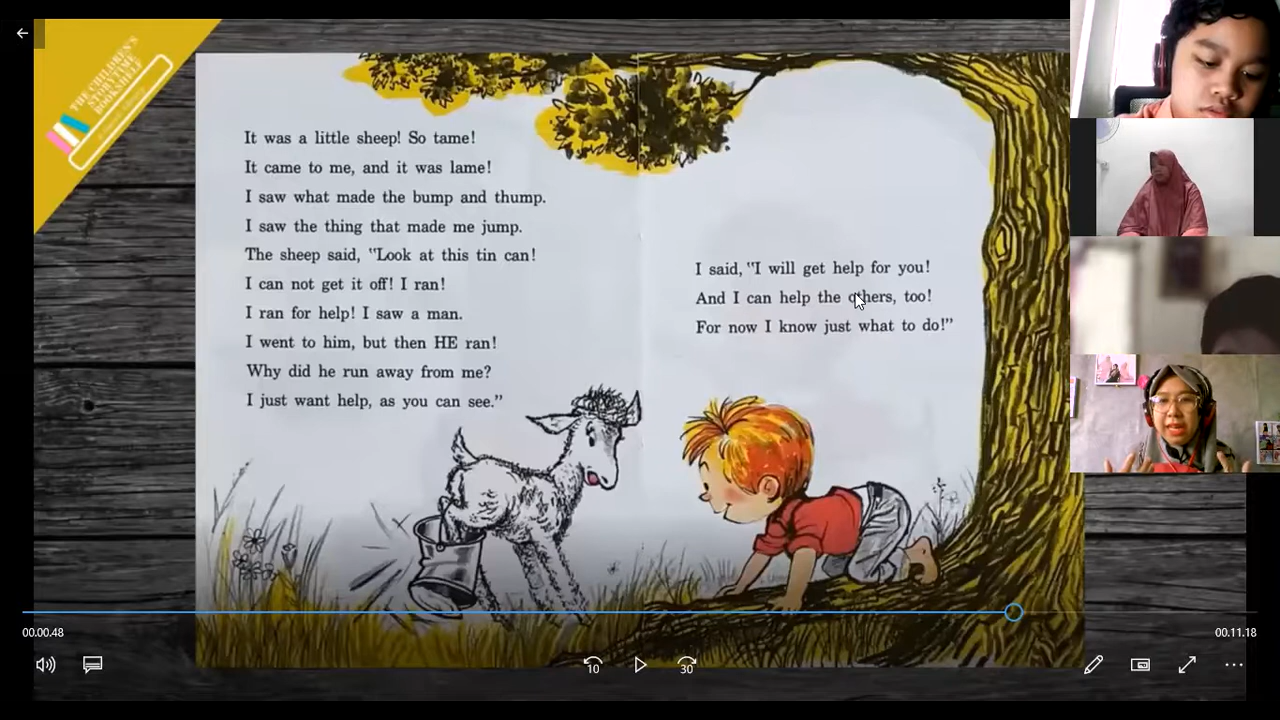 THE CHILDREN'S
STORY TIME
BOOKSHELF
It was a little sheep! So tame!
It came to me, and it was lame!
I saw what made the bump and thump.
I saw the thing that made me jump.
The sheep said, "Look at this tin can!
I can not get it off! I ran!
I ran for help! I saw a man.
I went to him, but then HE ran!
Why did he run away from me?
I just want help, as you can see."
I said, "I will get help for you!
And I can help the others, too!
For now I know just what to do!"
00.00.48
00.11.18
10
30